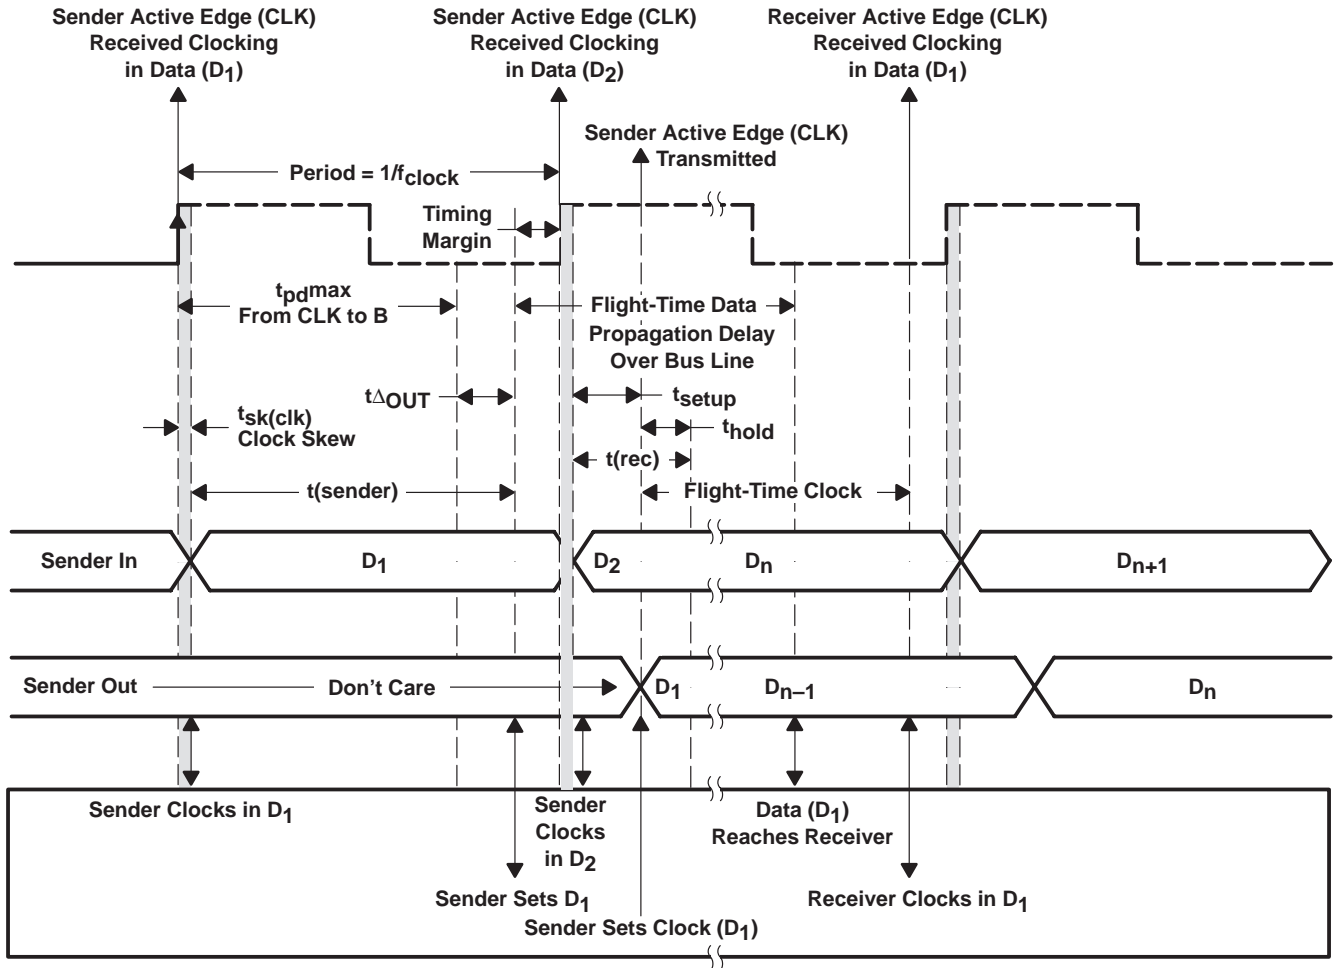 Sender Active Edge (CLK)
Received Clocking
in Data (D1)
Sender Active Edge (CLK)
Received Clocking
in Data (D2)
Receiver Active Edge (CLK)
Received Clocking
in Data (D1)
Sender Active Edge (CLK)
Transmitted
Period = 1/fclock
Timing
Margin
tpdmax
From CLK to B
Flight-Time Data
Propagation Delay
Over Bus Line
t∆OUT
tsetup
tsk(clk)
Clock Skew
thold
t(rec)
t(sender)
Flight-Time Clock
Sender In
D1
D2
Dn
Dn+1
Sender Out
Don't Care
D1
Dn–1
Dn
Sender Clocks in D1
Sender
Clocks
in D2
Data (D1)
Reaches Receiver
Sender Sets D1
Receiver Clocks in D1
Sender Sets Clock (D1)